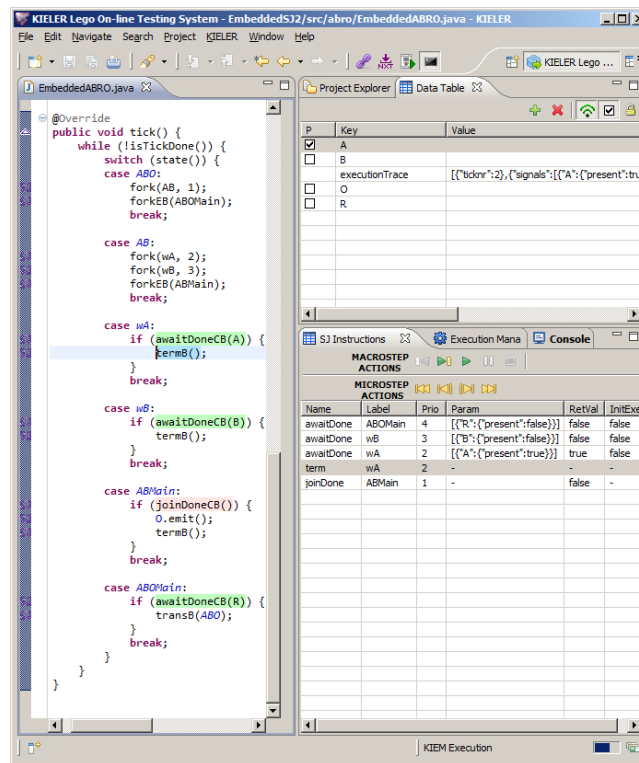 KIELER Lego On-line Testing System - EmbeddedSJ2/src/abro/EmbeddedABRO.java - KIELER
File Edit Navigate Search Project KIELER Window Help
KIELER Lego ...
EmbeddedABRO.java
@Override
public void tick() {
while (!isTickDone()) {
switch (state()) {
case ABO:
fork(AB, 1);
forkEB(ABOMain);
break;
case AB:
fork(wA, 2);
fork(wB, 3);
forkEB(ABMain);
break;
case wA:
if (awaitDoneCB(A)) {
termB();
}
break;
case wB:
if (awaitDoneCB(B)) {
termB();
}
break;
case ABMain:
if (joinDoneCB()) {
O.emit();
termB();
}
break;
case ABOMain:
if (awaitDoneCB(R)) {
transB(ABO);
}
break;
}
}
}
Project Explorer Data Table
P Key Value
A
B
executionTrace [{"ticknr":2},{"signals":[{"A":{"present":tru
O
R
SJ Instruc Execution Mana Console
MACROSTEP
ACTIONS
MICROSTEP
ACTIONS
Name Label Prio Param RetVal InitExe
awaitDone ABOMain 4 [{"R":{"present":false}}] false false
awaitDone wB 3 [{"B":{"present":false}}] false false
awaitDone wA 2 [{"A":{"present":true}}] true false
term wA 2 - - -
joinDone ABMain 1 - false -
KIEM Execution